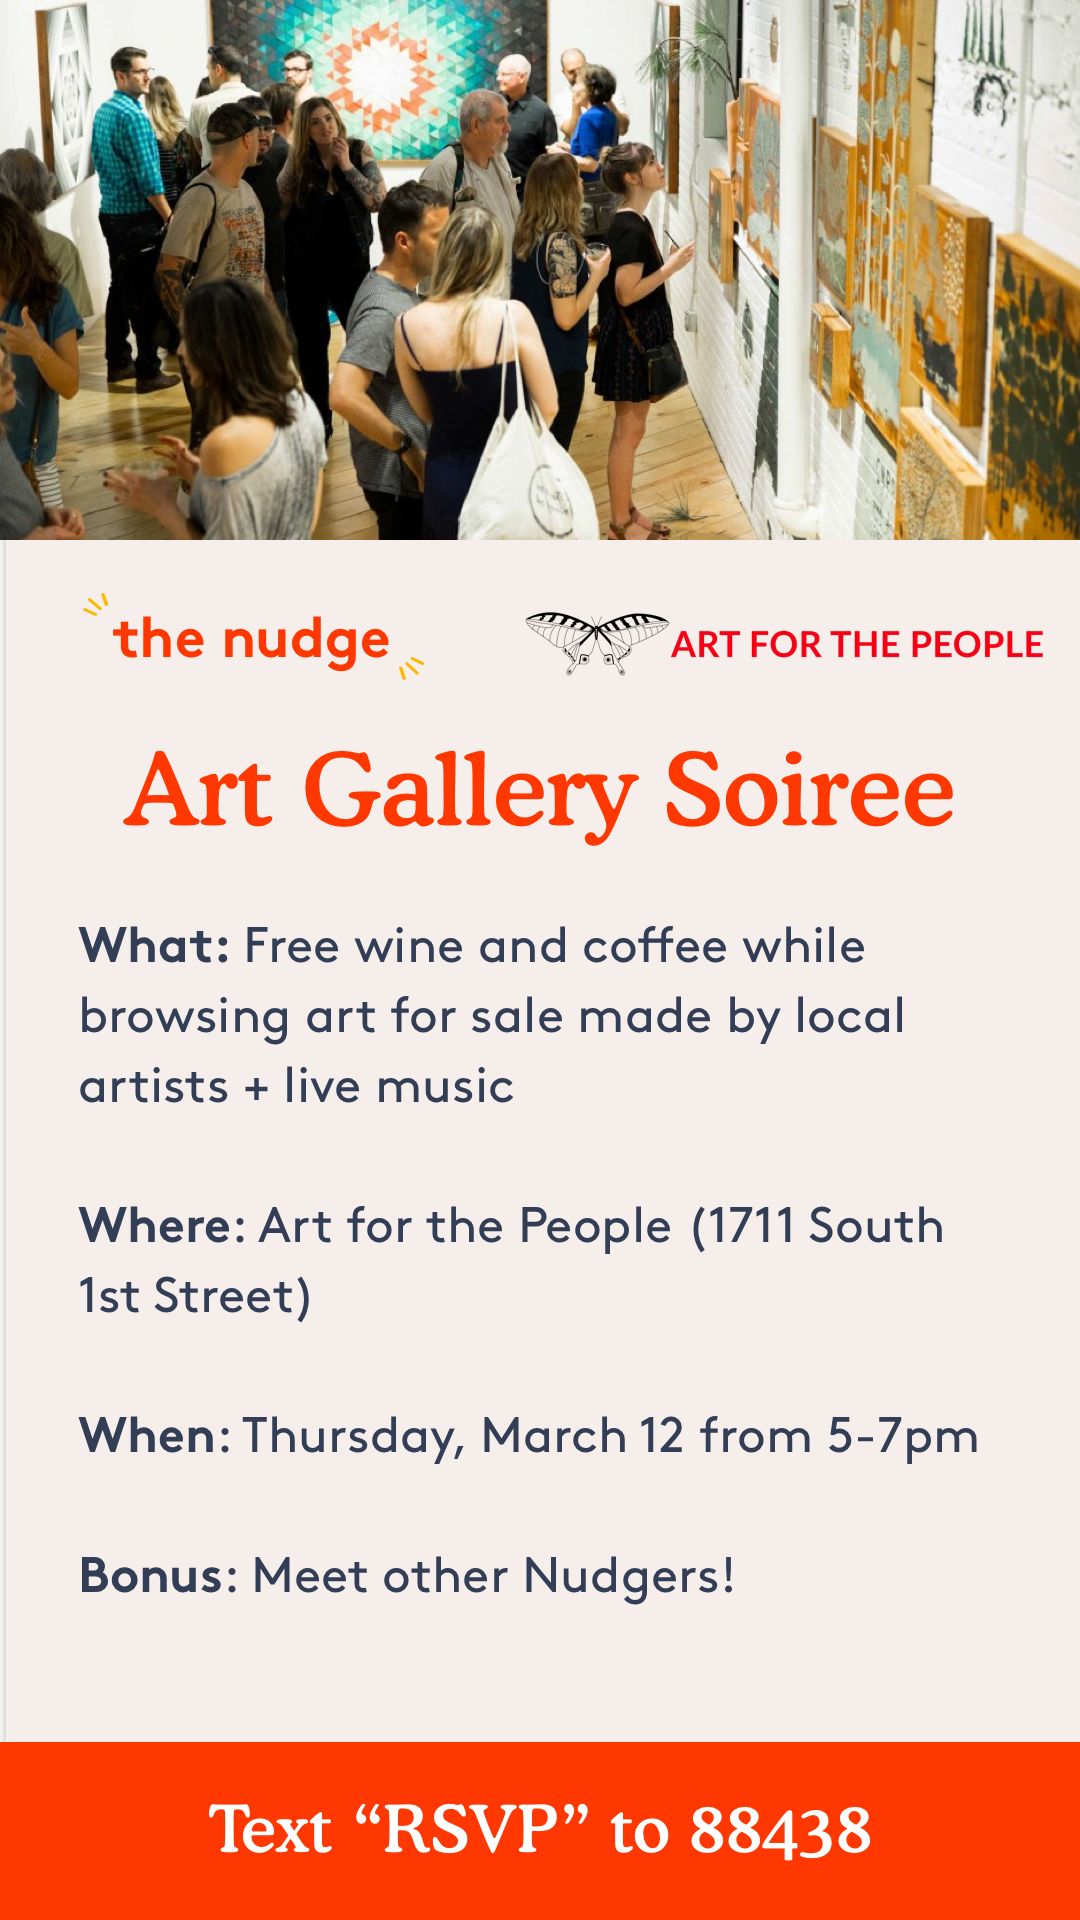 the nudge
ART FOR THE PEOPLE
Art Gallery Soiree
What: Free wine and coffee while
browsing art for sale made by local
artists + live music
Where: Art for the People (1711 South
1st Street)
When: Thursday, March 12 from 5-7pm
Bonus: Meet other Nudgers!
Text “RSVP” to 88438